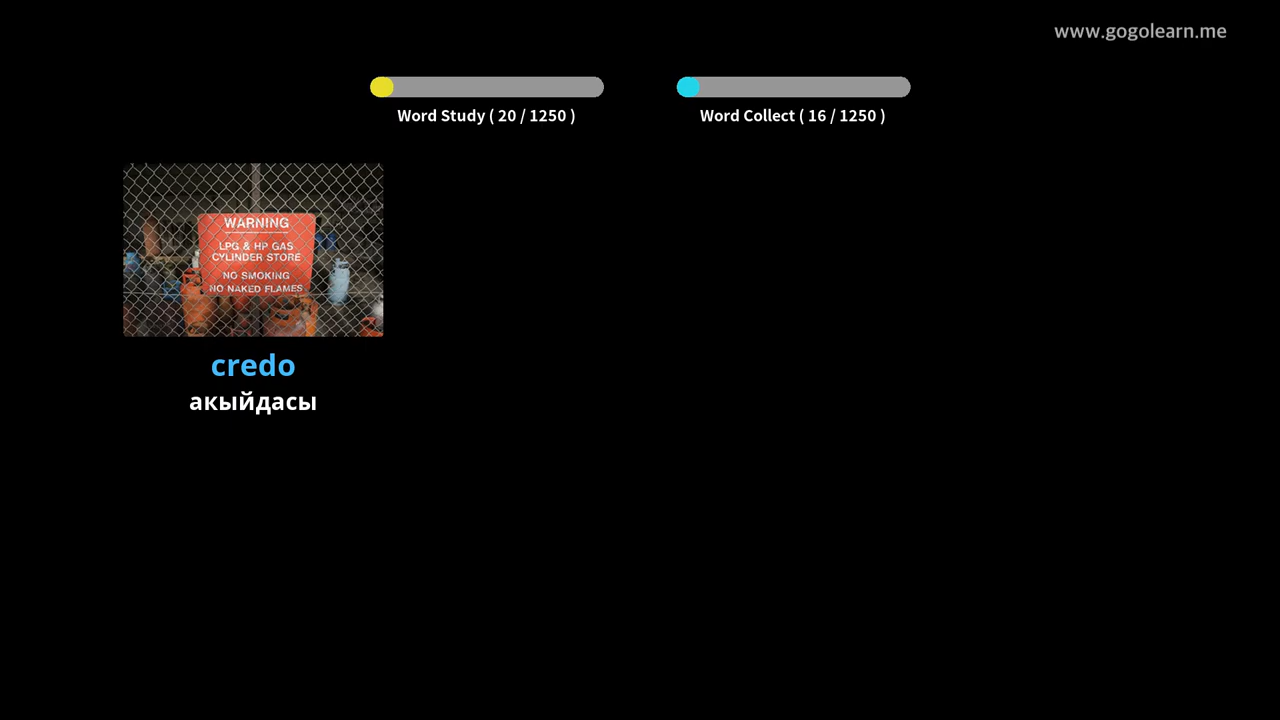 www.gogolearn.me
Word Study ( 20 / 1250 )
Word Collect ( 16 / 1250 )
WARNING
LPG & HP GAS
CYLINDER STORE
NO SMOKING
NO NAKED FLAMES
credo
акыйдасы